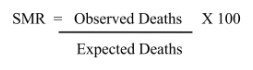 SMR = Observed Deaths X 100
Expected Deaths